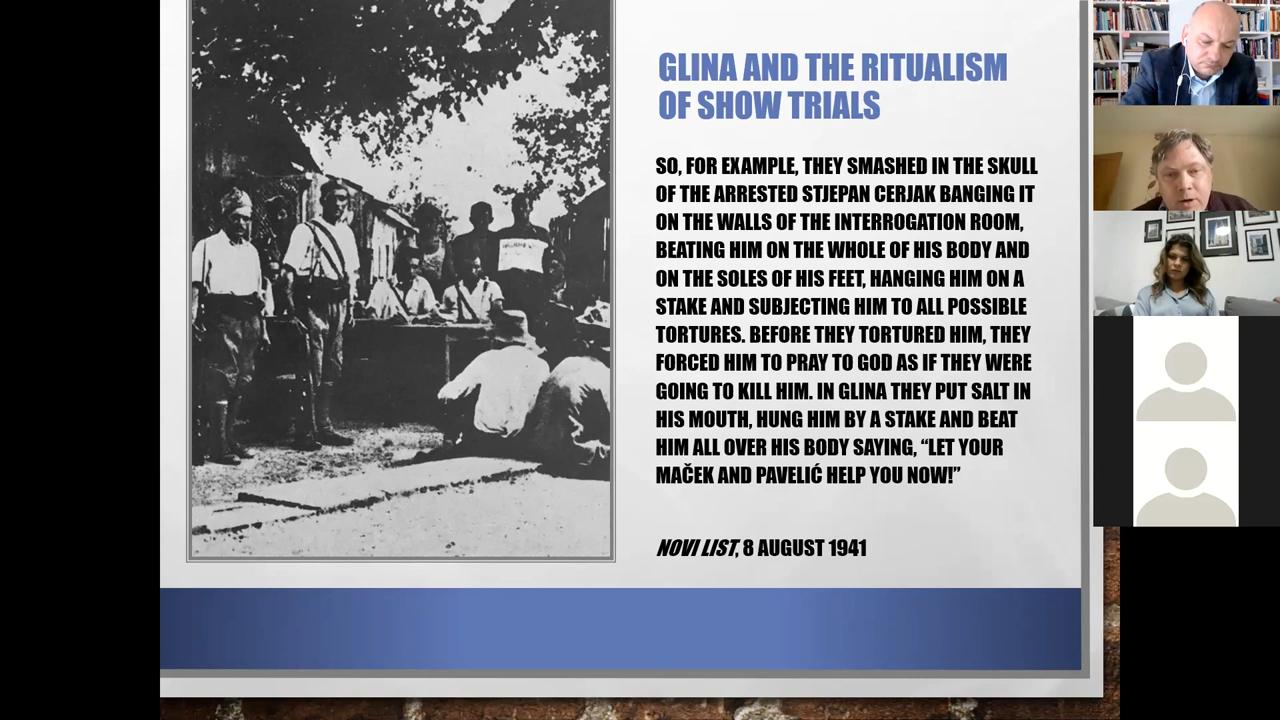 GLINA AND THE RITUALISM
OF SHOW TRIALS
SO, FOR EXAMPLE, THEY SMASHED IN THE SKULL
OF THE ARRESTED STJEPAN CERJAK BANGING IT
ON THE WALLS OF THE INTERROGATION ROOM,
BEATING HIM ON THE WHOLE OF HIS BODY AND
ON THE SOLES OF HIS FEET, HANGING HIM ON A
STAKE AND SUBJECTING HIM TO ALL POSSIBLE
TORTURES. BEFORE THEY TORTURED HIM, THEY
FORCED HIM TO PRAY TO GOD AS IF THEY WERE
GOING TO KILL HIM. IN GLINA THEY PUT SALT IN
HIS MOUTH, HUNG HIM BY A STAKE AND BEAT
HIM ALL OVER HIS BODY SAYING, “LET YOUR
MAČEK AND PAVELIĆ HELP YOU NOW!”
NOVI LIST, 8 AUGUST 1941